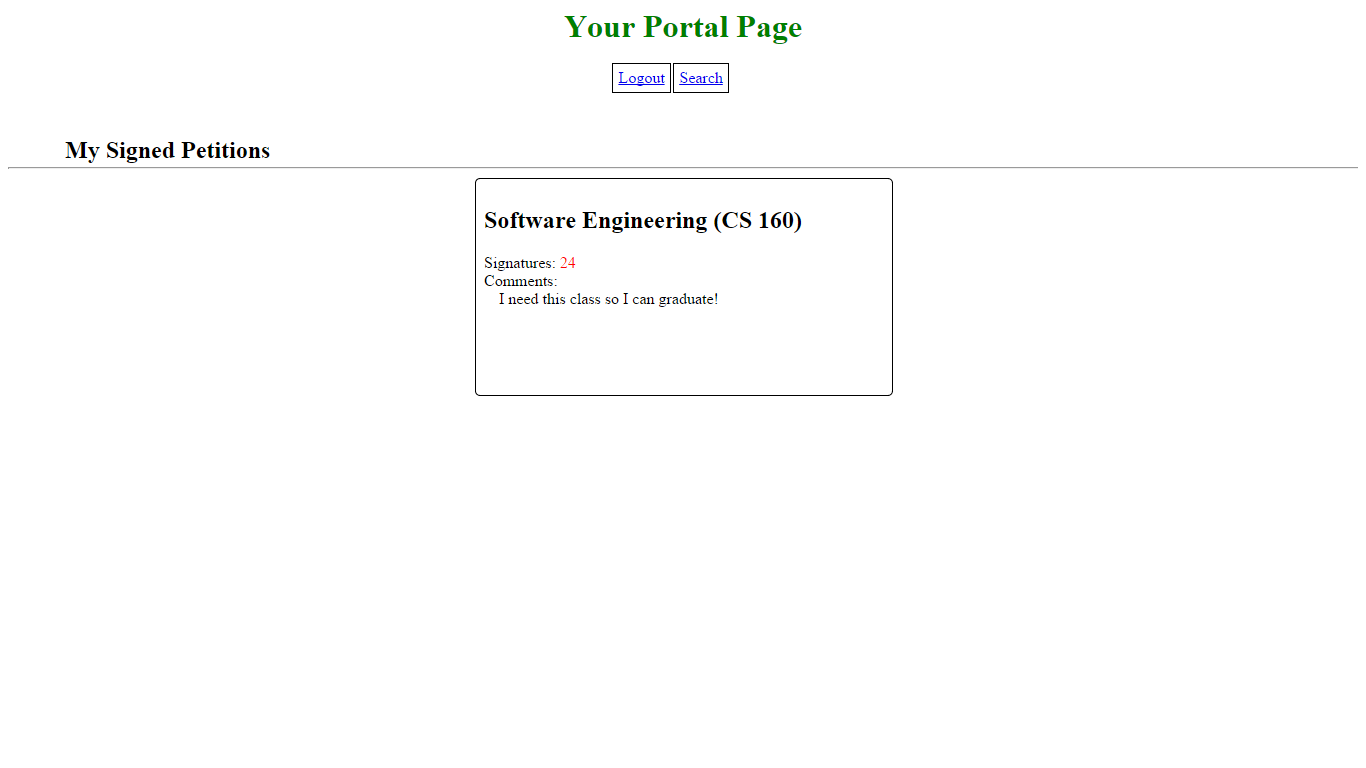 Your Portal Page
Logout Search
My Signed Petitions
Software Engineering (CS 160)
Signatures: 24
Comments:
I need this class so I can graduate!